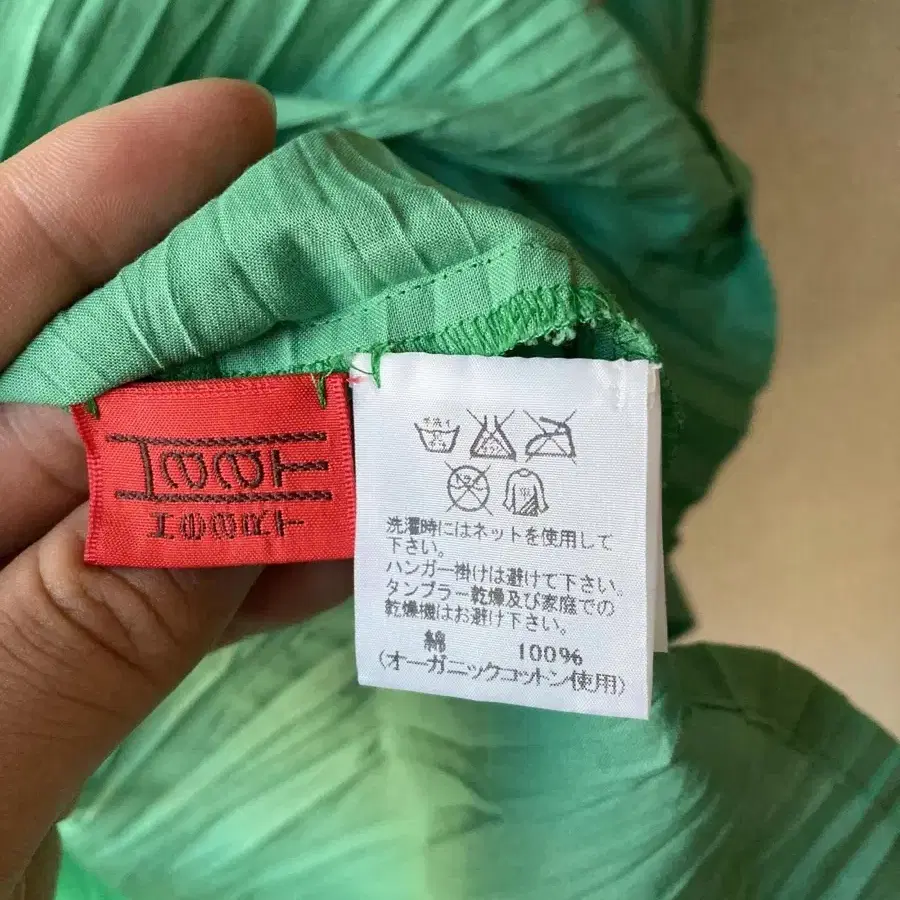 手洗イ
洗濯時にはネットを使用して
下さい。
ハンガー掛けは避けて下さい。
タンブラー乾燥及び家庭での
乾燥機はお避け下さい。
綿 100%
(オーガニックコットン使用)